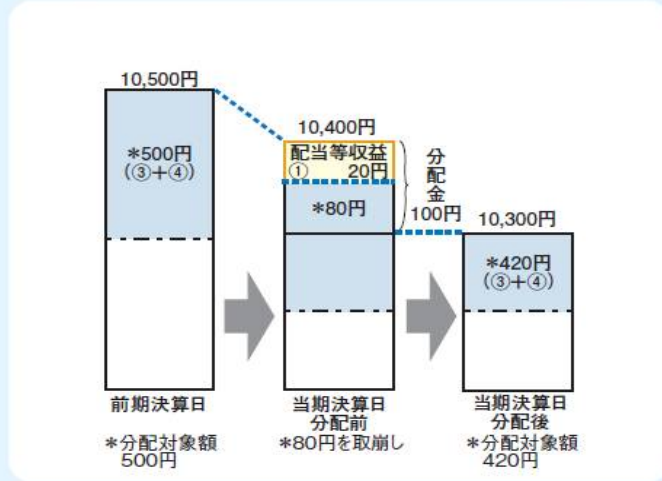 10,500円
*500円
(③+④)
前期決算日
*分配対象額
500円
10,400円
配当等収益
① 20円
*80円
分配金
100円
当期決算日
分配前
*80円を取崩し
10,300円
*420円
(③+④)
当期決算日
分配後
*分配対象額
420円